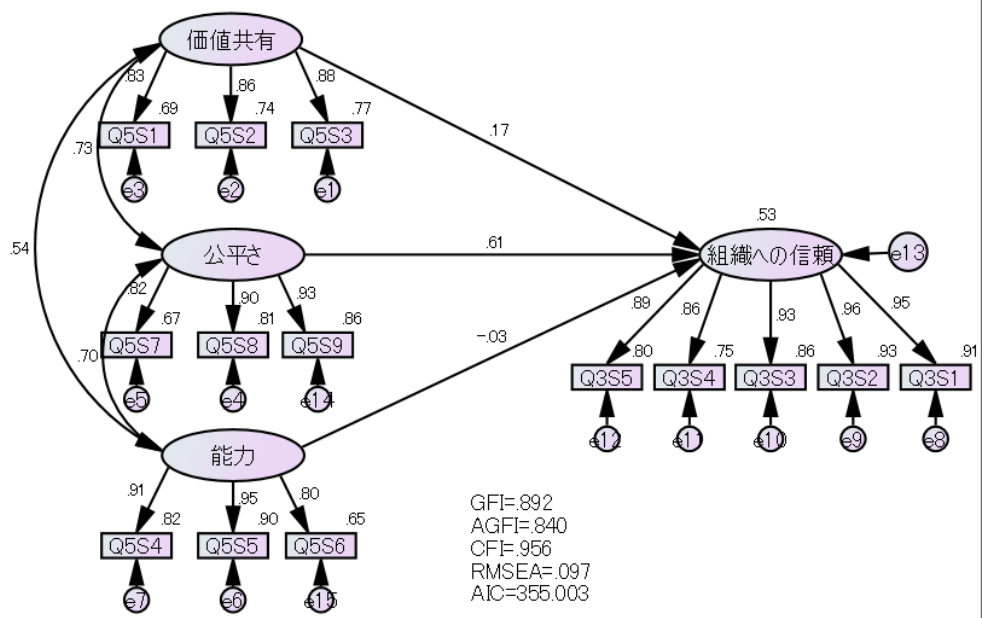 価値共有
.83
.86
.88
.69
.74
.77
Q5S1
Q5S2
Q5S3
e3
e2
e1
.17
.73
.54
.53
公平さ
.61
組織への信頼
e13
.82
.90
.93
.67
.81
.86
Q5S7
Q5S8
Q5S9
e5
e4
e14
-.03
.70
.89
.86
.93
.96
.95
.80
.75
.86
.93
.91
Q3S5
Q3S4
Q3S3
Q3S2
Q3S1
e12
e11
e10
e9
e8
能力
.91
.95
.80
.82
.90
.65
Q5S4
Q5S5
Q5S6
e7
e6
e15
GFI=.892
AGFI=.840
CFI=.956
RMSEA=.097
AIC=355.003